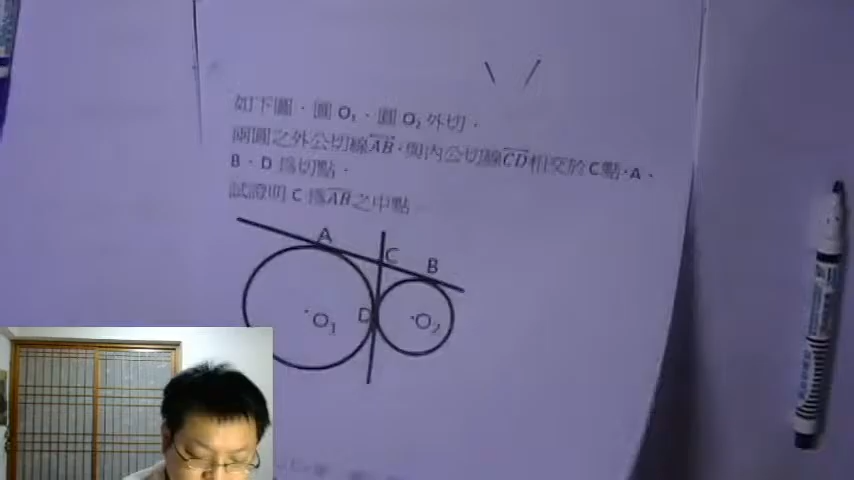 如下圖,圓 O₁、圓 O₂ 外切,
兩圓之外公切線AB,與內公切線CD相交於C點,A、
B、D 為切點,
試證明 C 為AB之中點
A
C
B
D
O₁
O₂